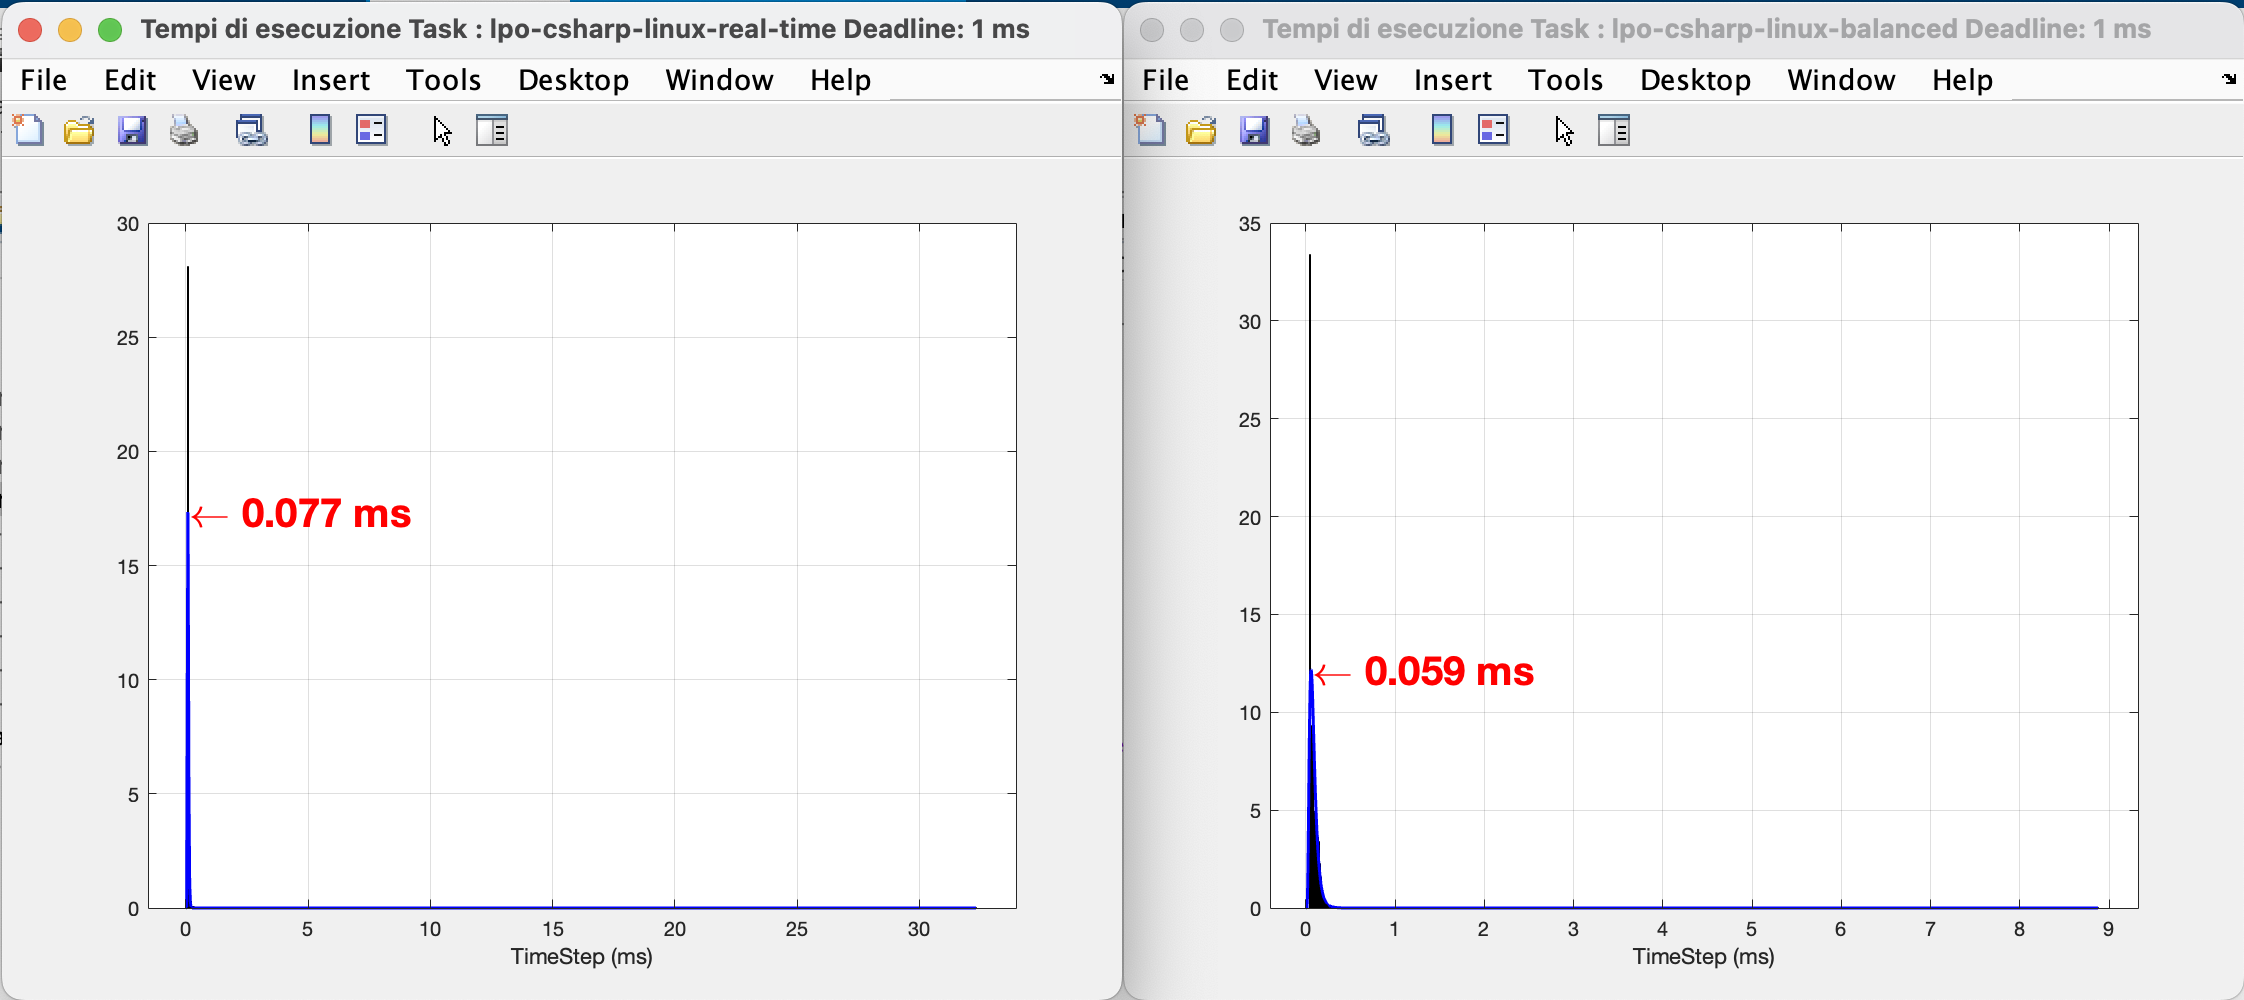 Tempi di esecuzione Task : lpo-csharp-linux-real-time Deadline: 1 ms
File Edit View Insert Tools Desktop Window Help
30
25
20
15
10
5
0
← 0.077 ms
0 5 10 15 20 25 30
TimeStep (ms)
Tempi di esecuzione Task : lpo-csharp-linux-balanced Deadline: 1 ms
File Edit View Insert Tools Desktop Window Help
35
30
25
20
15
10
5
0
← 0.059 ms
0 1 2 3 4 5 6 7 8 9
TimeStep (ms)